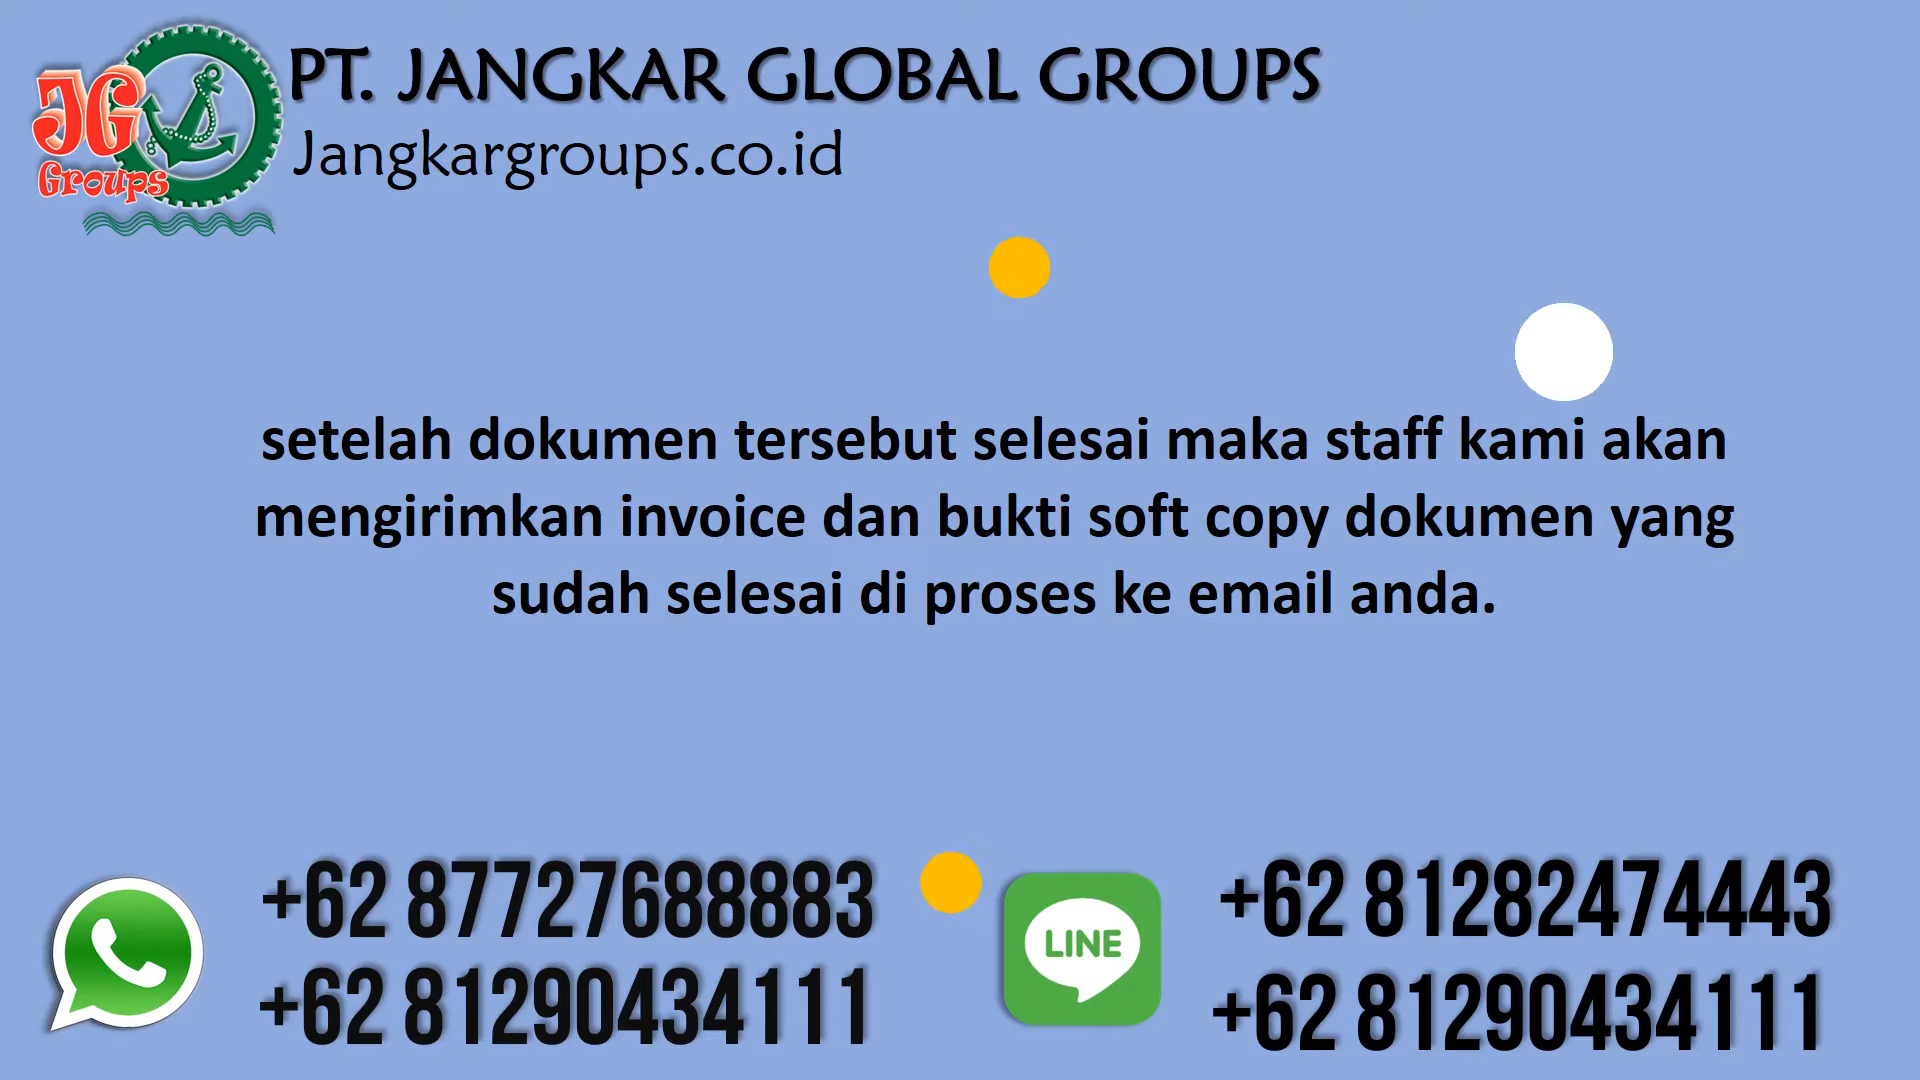 JG
Groups
PT. JANGKAR GLOBAL GROUPS
Jangkargroups.co.id
setelah dokumen tersebut selesai maka staff kami akan
mengirimkan invoice dan bukti soft copy dokumen yang
sudah selesai di proses ke email anda.
+62 87727688883
+62 81290434111
LINE
+62 81282474443
+62 81290434111